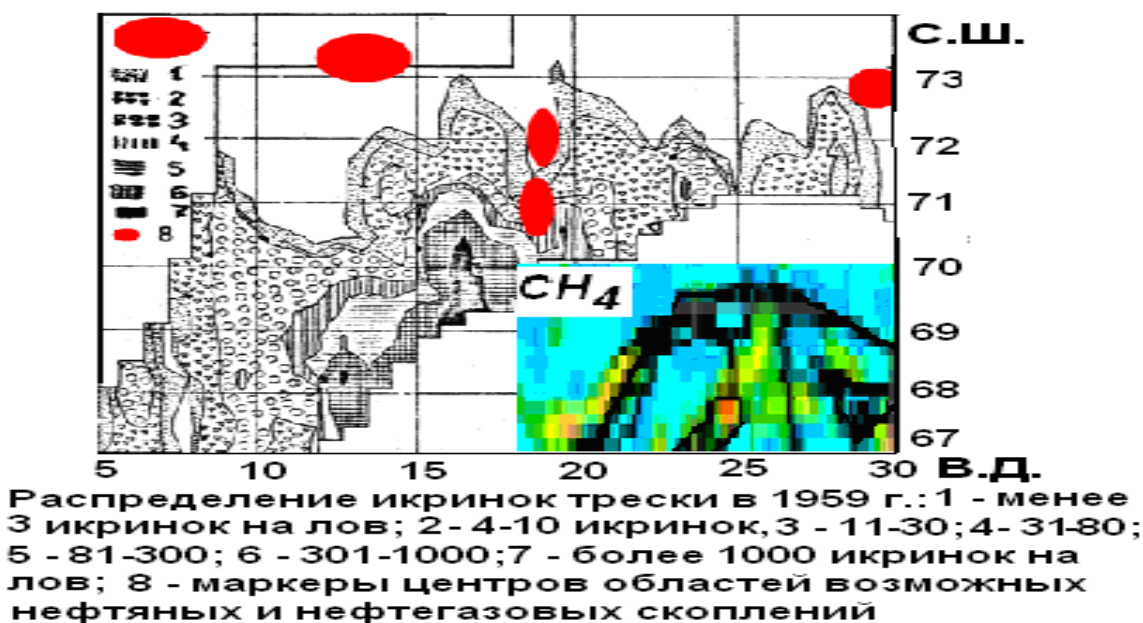 С.Ш.
1
2
3
4
5
6
7
8
73
72
71
70
69
68
67
CH4
5 10 15 20 25 30 В.Д.
Распределение икринок трески в 1959 г.:1 - менее
3 икринок на лов; 2 - 4-10 икринок,3 - 11-30;4- 31-80;
5 - 81-300; 6 - 301-1000;7 - более 1000 икринок на
лов; 8 - маркеры центров областей возможных
нефтяных и нефтегазовых скоплений